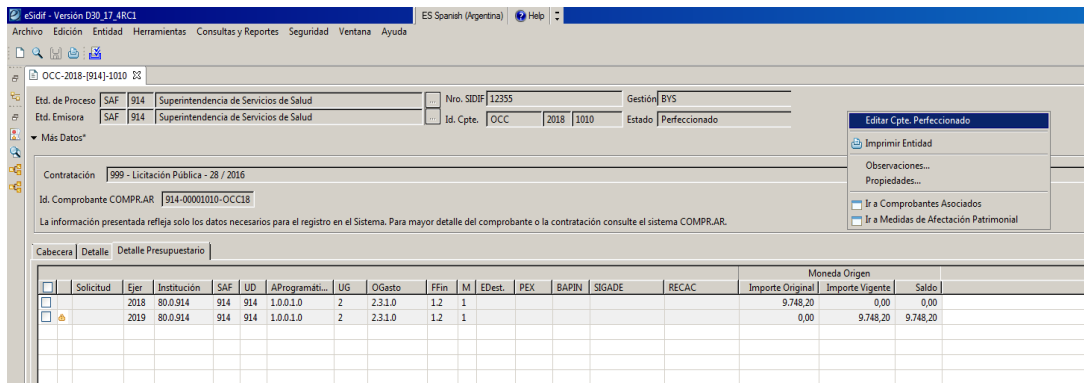 eSidif - Versión D30_17_4RC1
ES Spanish (Argentina) Help
Archivo Edición Entidad Herramientas Consultas y Reportes Seguridad Ventana Ayuda
OCC-2018-[914]-1010
Etd. de Proceso SAF 914 Superintendencia de Servicios de Salud ... Nro. SIDIF 12355 Gestión BYS
Etd. Emisora SAF 914 Superintendencia de Servicios de Salud ... Id. Cpte. OCC 2018 1010 Estado Perfeccionado
Más Datos*
Contratación 999 - Licitación Pública - 28 / 2016
Id. Comprobante COMPR.AR 914-00001010-OCC18
La información presentada refleja solo los datos necesarios para el registro en el Sistema. Para mayor detalle del comprobante o la contratación consulte el sistema COMPR.AR.
Editar Cpte. Perfeccionado
Imprimir Entidad
Observaciones...
Propiedades...
Ir a Comprobantes Asociados
Ir a Medidas de Afectación Patrimonial
Cabecera Detalle Detalle Presupuestario
Moneda Origen
Solicitud Ejer Institución SAF UD AProgramáti... UG OGasto FFin M EDest. PEX BAPIN SIGADE RECAC Importe Original Importe Vigente Saldo
2018 80.0.914 914 914 1.0.0.1.0 2 2.3.1.0 1.2 1 9.748,20 0,00 0,00
2019 80.0.914 914 914 1.0.0.1.0 2 2.3.1.0 1.2 1 0,00 9.748,20 9.748,20